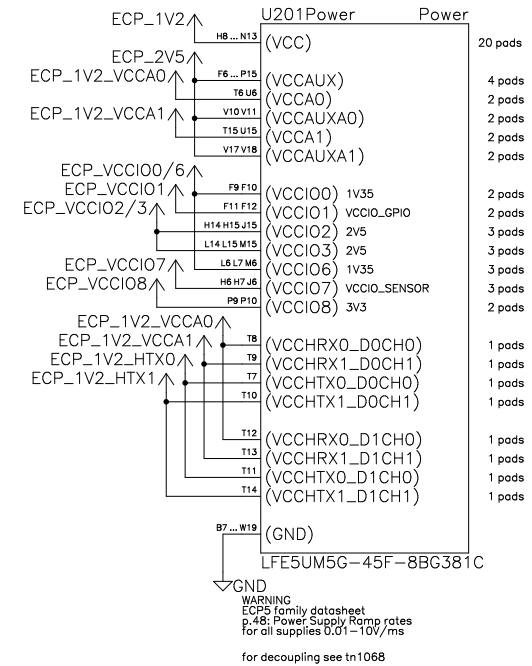 U201Power Power
ECP_1V2 H8 ... N13 (VCC) 20 pads
ECP_2V5 F6 ... P15 (VCCAUX) 4 pads
ECP_1V2_VCCA0 T6 U6 (VCCA0) 2 pads
V10 V11 (VCCAUXA0) 2 pads
ECP_1V2_VCCA1 T15 U15 (VCCA1) 2 pads
V17 V18 (VCCAUXA1) 2 pads
ECP_VCCIO0/6 F9 F10 (VCCIO0) 1V35 2 pads
ECP_VCCIO1 F11 F12 (VCCIO1) VCCIO_GPIO 2 pads
ECP_VCCIO2/3 H14 H15 J15 (VCCIO2) 2V5 3 pads
L14 L15 M15 (VCCIO3) 2V5 3 pads
L6 L7 M6 (VCCIO6) 1V35 3 pads
ECP_VCCIO7 H6 H7 J6 (VCCIO7) VCCIO_SENSOR 3 pads
ECP_VCCIO8 P9 P10 (VCCIO8) 3V3 2 pads
ECP_1V2_VCCA0 T8 (VCCHRX0_D0CH0) 1 pads
ECP_1V2_VCCA1 T9 (VCCHRX1_D0CH1) 1 pads
ECP_1V2_HTX0 T7 (VCCHTX0_D0CH0) 1 pads
ECP_1V2_HTX1 T10 (VCCHTX1_D0CH1) 1 pads
T12 (VCCHRX0_D1CH0) 1 pads
T13 (VCCHRX1_D1CH1) 1 pads
T11 (VCCHTX0_D1CH0) 1 pads
T14 (VCCHTX1_D1CH1) 1 pads
B7 ... W19 (GND)
LFE5UM5G-45F-8BG381C
GND
WARNING
ECP5 family datasheet
p.48: Power Supply Ramp rates
for all supplies 0.01-10V/ms
for decoupling see tn1068